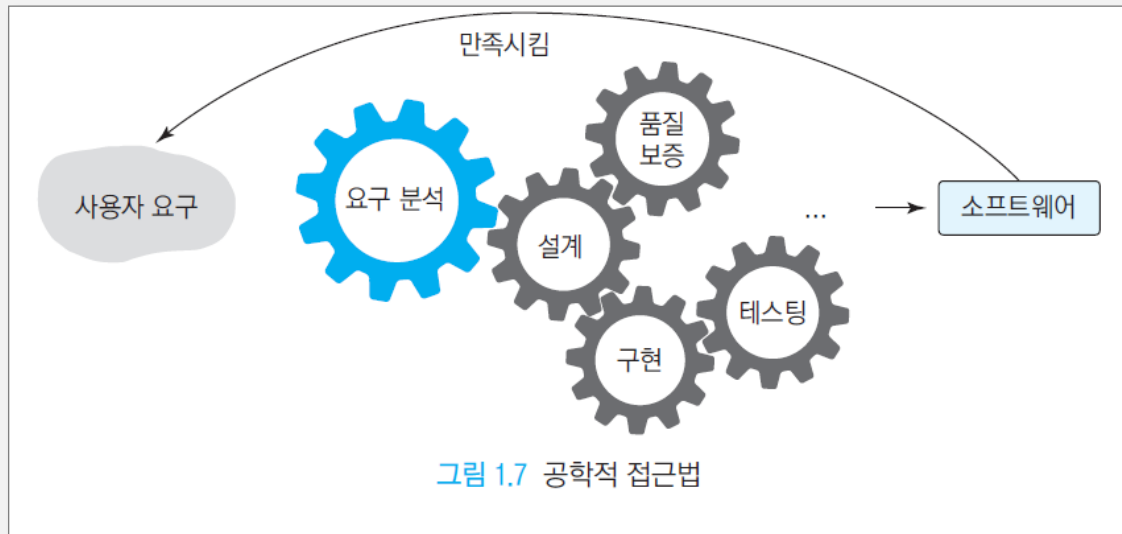 만족시킴
품질
보증
사용자 요구
요구 분석
설계
...
소프트웨어
테스팅
구현
그림 1.7 공학적 접근법